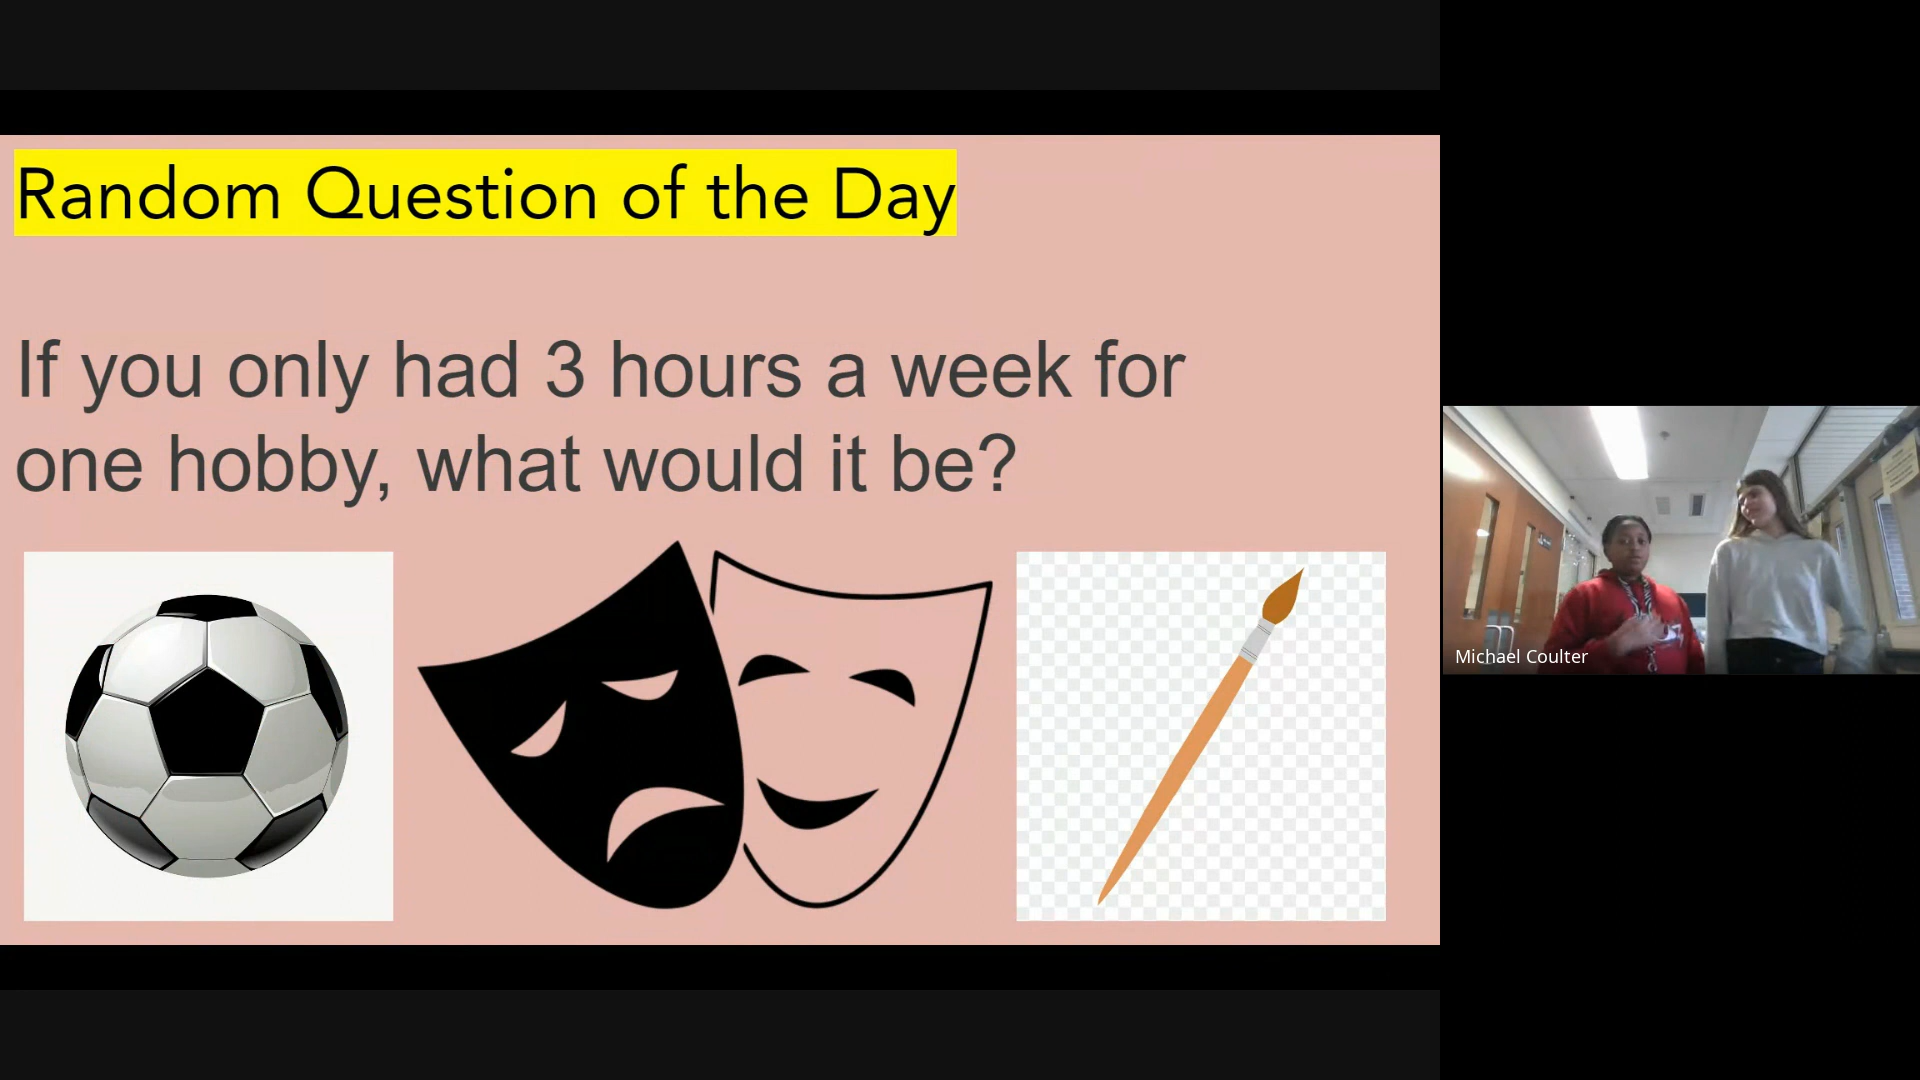 Random Question of the Day
If you only had 3 hours a week for
one hobby, what would it be?
Michael Coulter